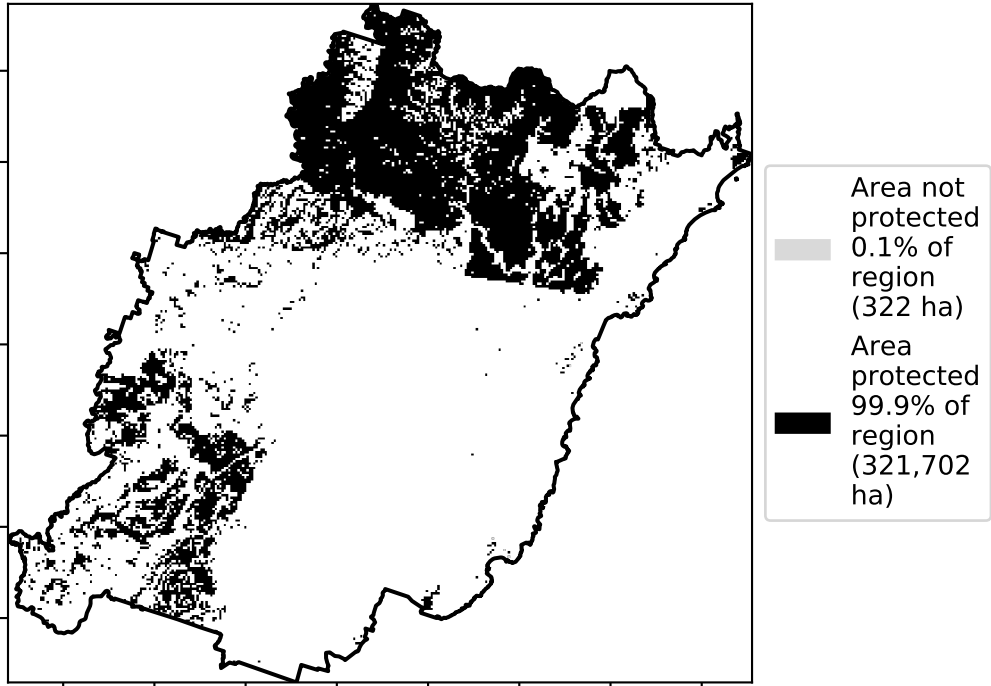 Area not
protected
0.1% of
region
(322 ha)
Area
protected
99.9% of
region
(321,702
ha)